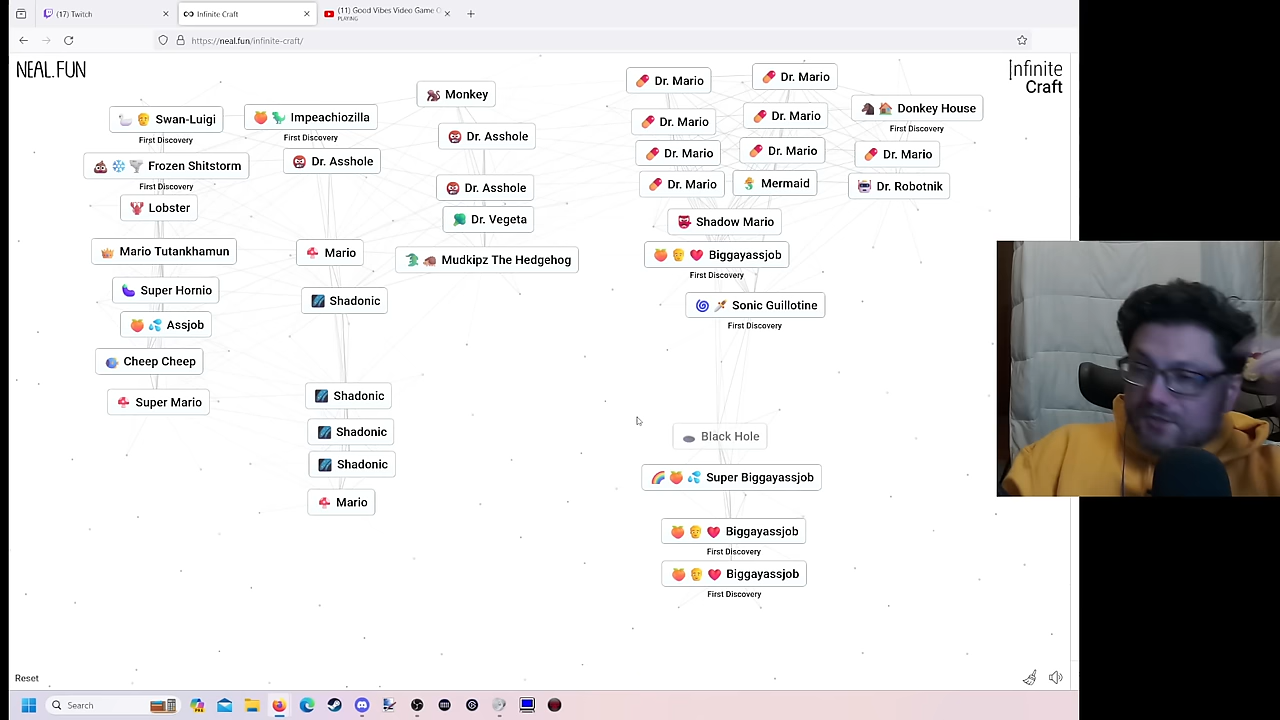 (17) Twitch
Infinite Craft
(11) Good Vibes Video Game
PLAYING
https://neal.fun/infinite-craft/
NEAL.FUN
Infinite
Craft
Swan-Luigi
First Discovery
Impeachiozilla
First Discovery
Monkey
Dr. Asshole
Frozen Shitstorm
First Discovery
Dr. Asshole
Dr. Asshole
Lobster
Dr. Vegeta
Mario Tutankhamun
Mario
Mudkipz The Hedgehog
Super Hornio
Shadonic
Assjob
Cheep Cheep
Super Mario
Shadonic
Shadonic
Shadonic
Mario
Dr. Mario
Dr. Mario
Dr. Mario
Dr. Mario
Donkey House
First Discovery
Dr. Mario
Dr. Mario
Dr. Mario
Dr. Mario
Mermaid
Dr. Robotnik
Shadow Mario
Biggayassjob
First Discovery
Sonic Guillotine
First Discovery
Black Hole
Super Biggayassjob
Biggayassjob
First Discovery
Biggayassjob
First Discovery
Reset
Search